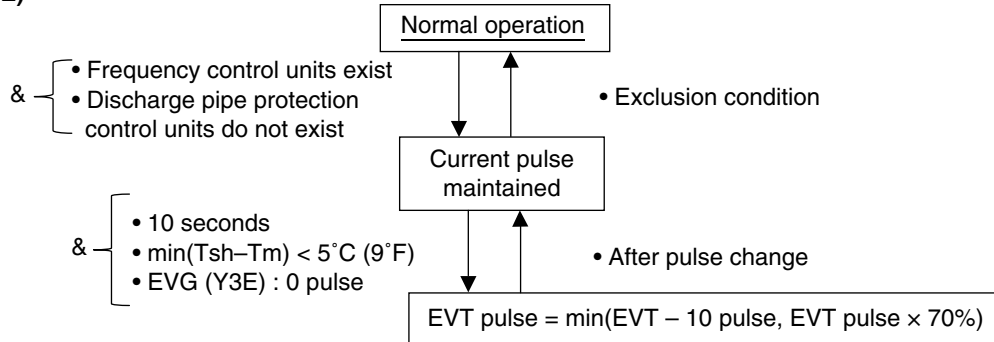 Normal operation
&
• Frequency control units exist
• Discharge pipe protection
control units do not exist
• Exclusion condition
Current pulse
maintained
&
• 10 seconds
• min(Tsh–Tm) < 5˚C (9˚F)
• EVG (Y3E) : 0 pulse
• After pulse change
EVT pulse = min(EVT – 10 pulse, EVT pulse × 70%)